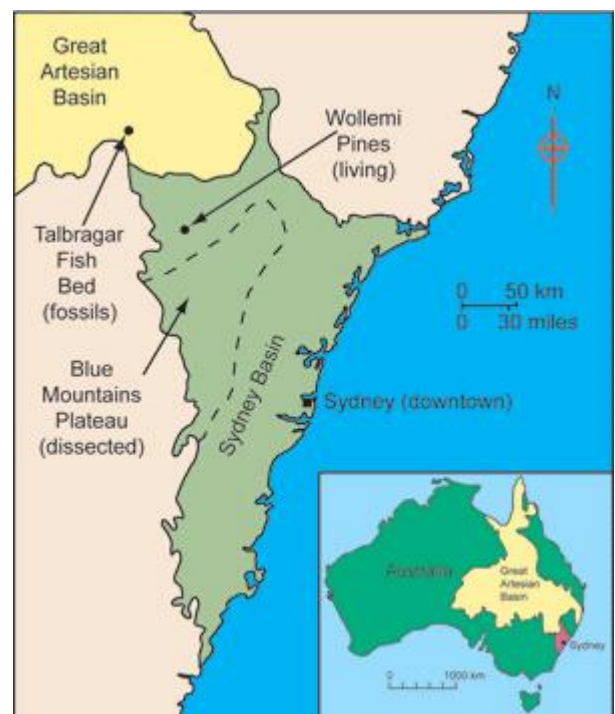 Great
Artesian
Basin
N
Wollemi
Pines
(living)
Talbragar
Fish
Bed
(fossils)
0 50 km
0 30 miles
Blue
Mountains
Plateau
(dissected)
Sydney Basin
Sydney (downtown)
Australia
Great
Artesian
Basin
Sydney
0 1000 km